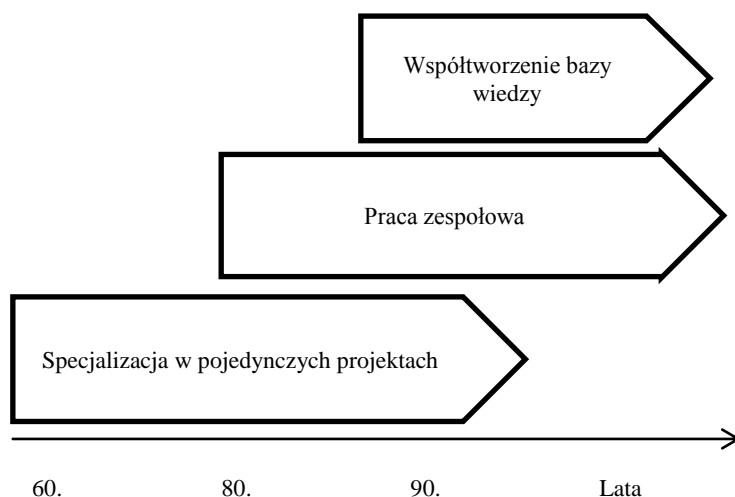 Współtworzenie bazy
wiedzy
Praca zespołowa
Specjalizacja w pojedynczych projektach
60. 80. 90. Lata